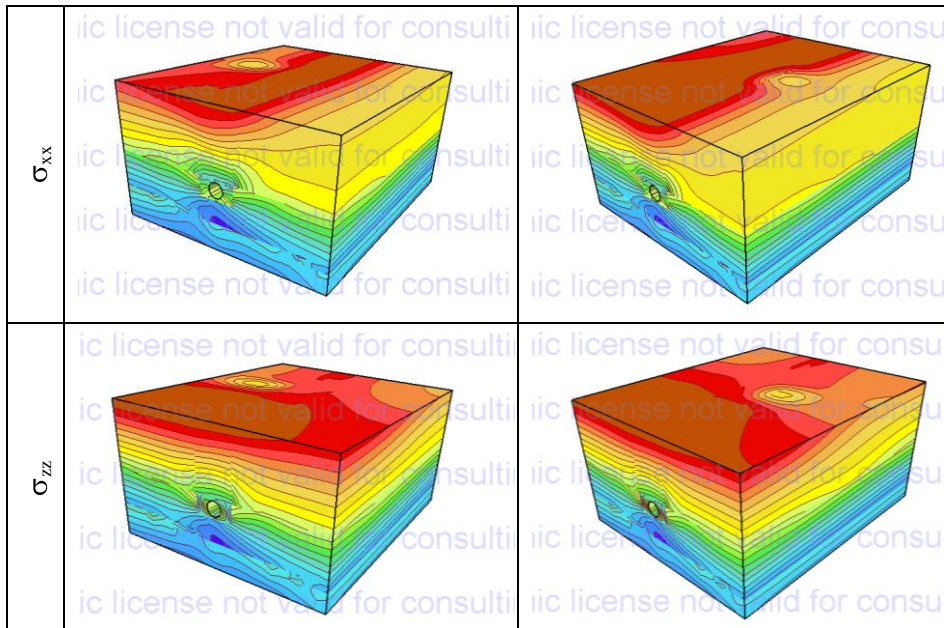 ic license not valid for consulti
ic license not valid for consu
ic license not valid for consulti
ic license not valid for consu
σxx
ic license not valid for consulti
ic license not valid for consu
ic license not valid for consulti
ic license not valid for consu
ic license not valid for consulti
ic license not valid for consu
ic license not valid for consulti
ic license not valid for consu
ic license not valid for consulti
ic license not valid for consu
σzz
ic license not valid for consulti
ic license not valid for consu
ic license not valid for consultin
ic license not valid for consu
ic license not valid for consulti
ic license not valid for consu